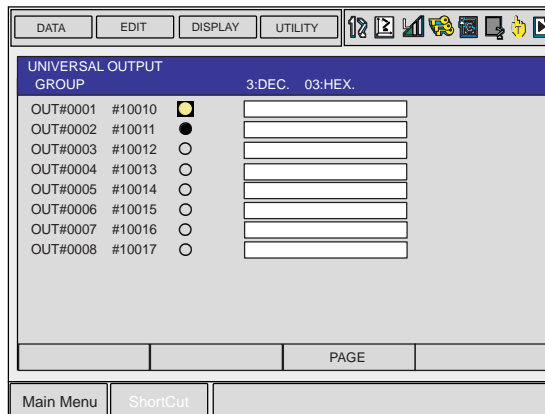 DATA EDIT DISPLAY UTILITY
UNIVERSAL OUTPUT
GROUP 3:DEC. 03:HEX.
OUT#0001 #10010
OUT#0002 #10011
OUT#0003 #10012
OUT#0004 #10013
OUT#0005 #10014
OUT#0006 #10015
OUT#0007 #10016
OUT#0008 #10017
PAGE
Main Menu ShortCut